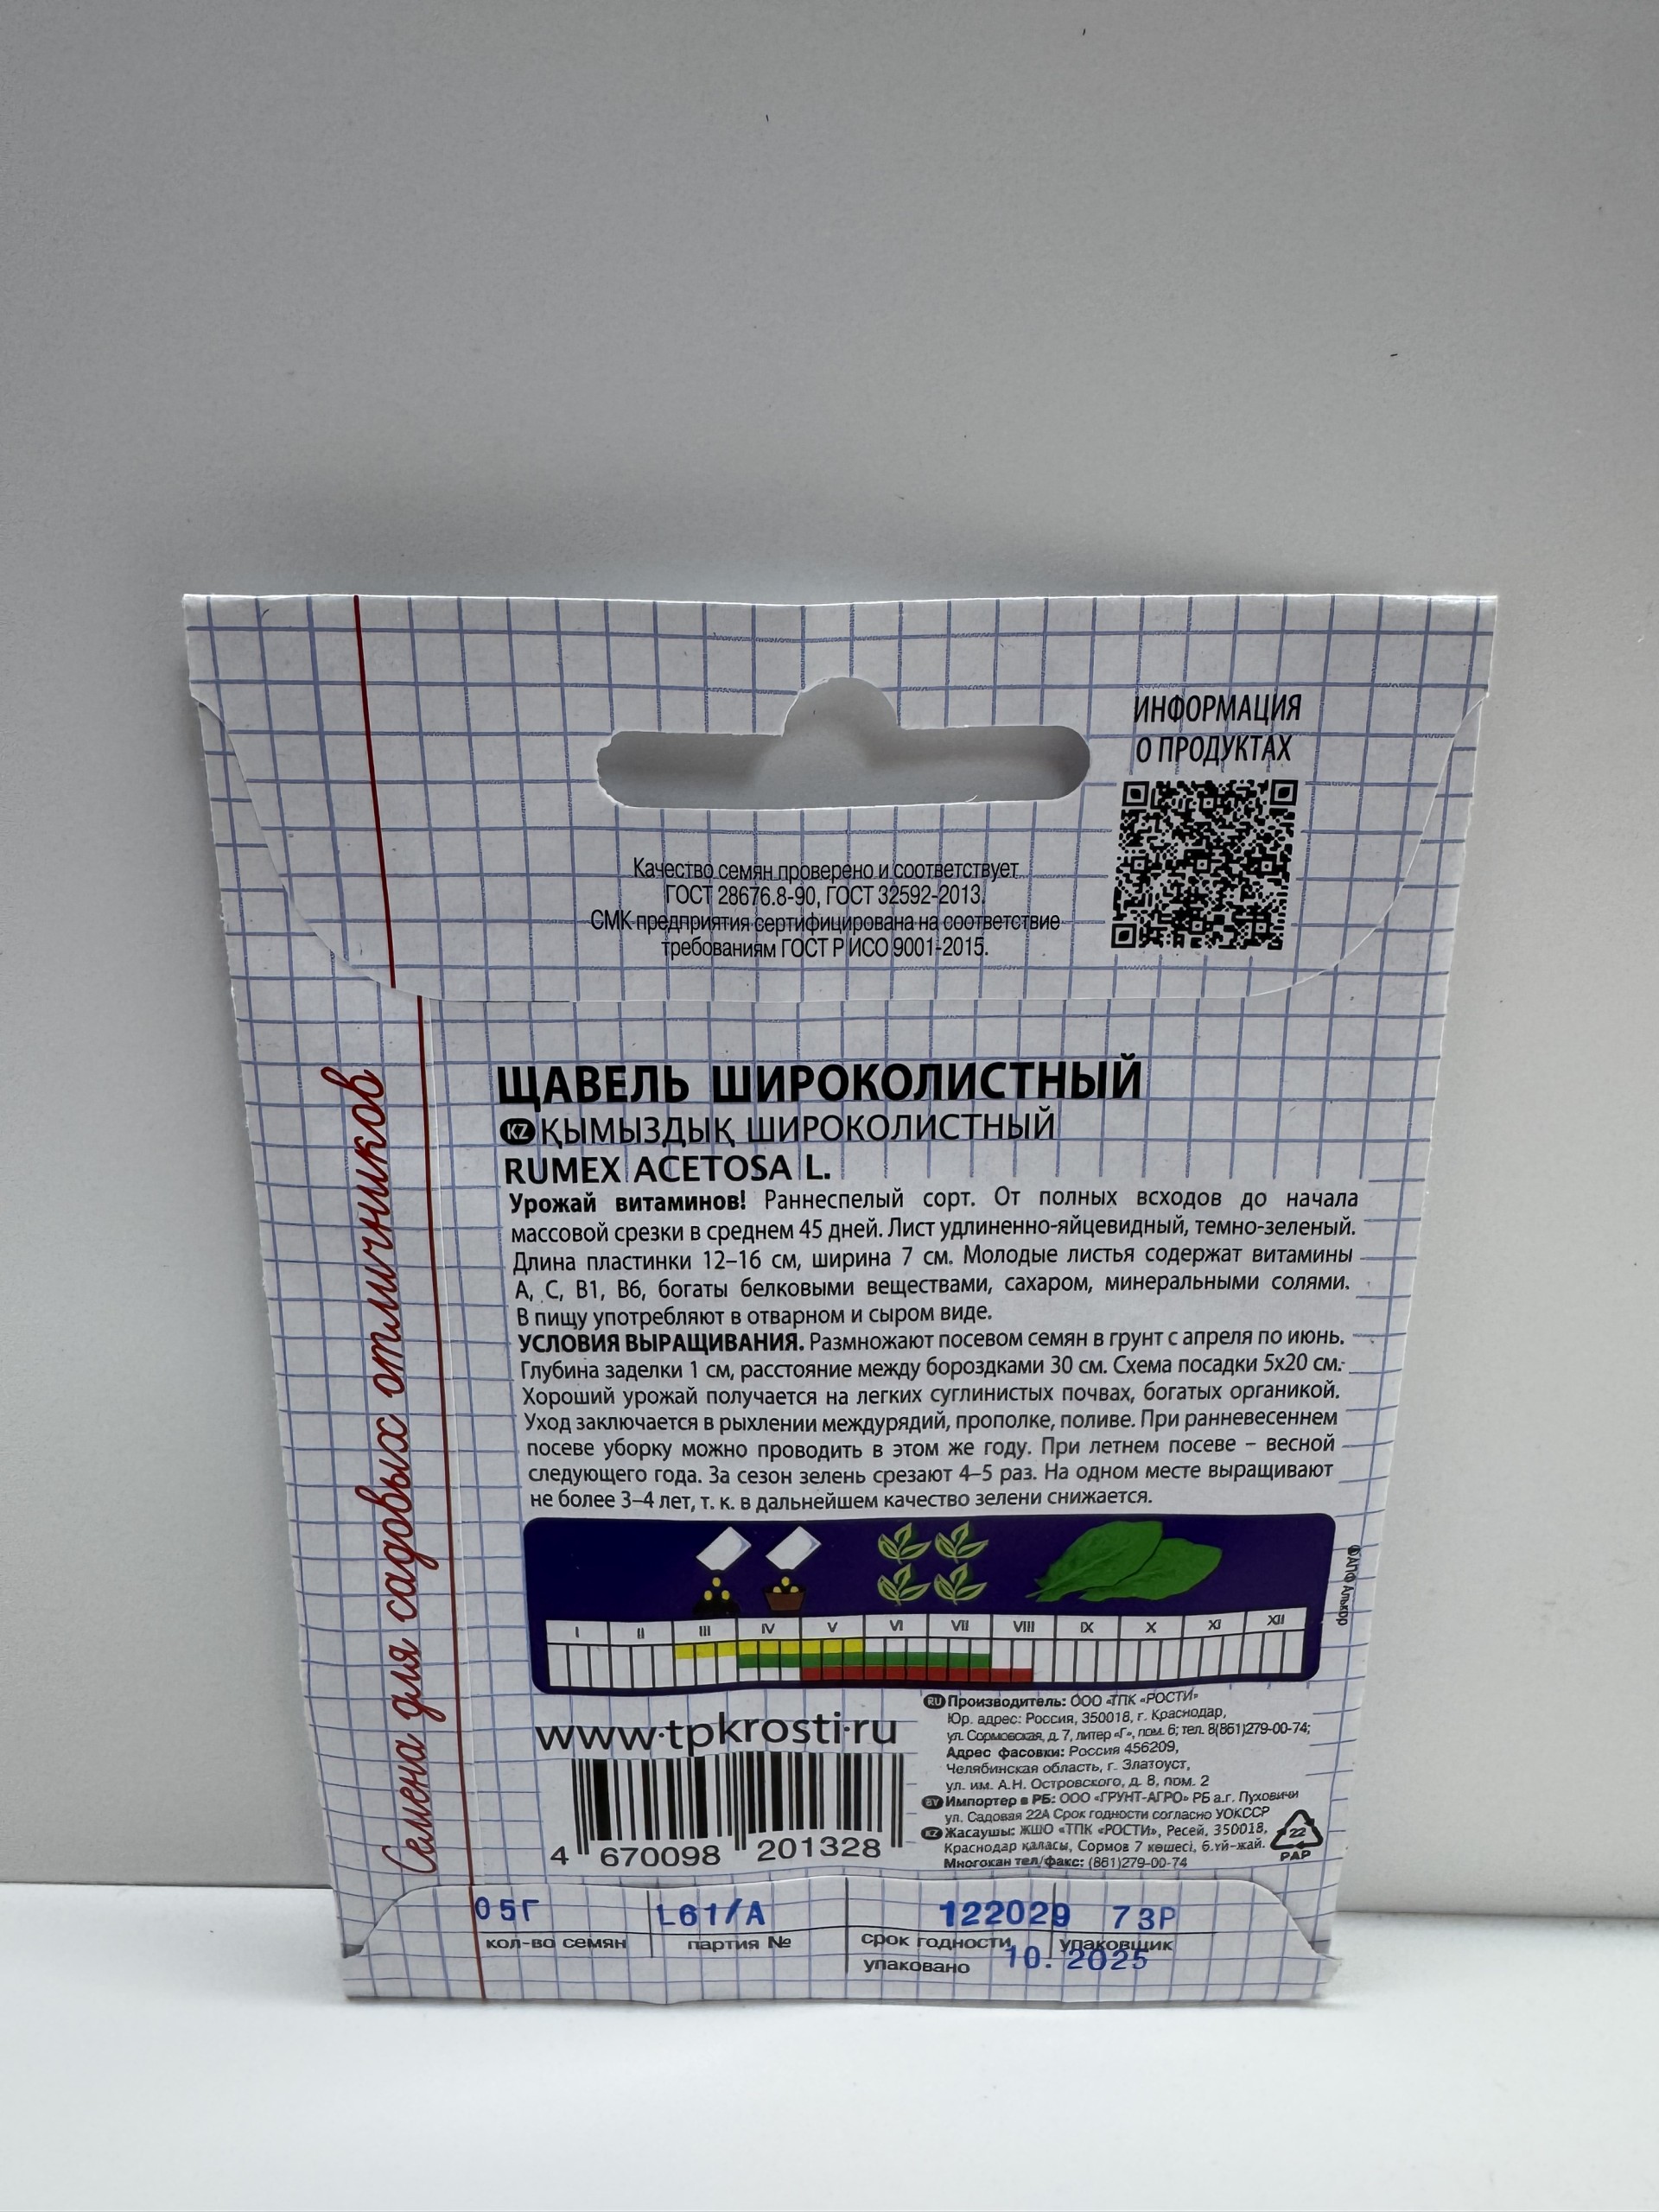 ИНФОРМАЦИЯ
О ПРОДУКТАХ
Качество семян проверено и соответствует
ГОСТ 28676.8-90, ГОСТ 32592-2013.
СМК предприятия сертифицирована на соответствие
требованиям ГОСТ Р ИСО 9001-2015.
Семена для садовых отличников
ЩАВЕЛЬ ШИРОКОЛИСТНЫЙ
KZ ҚЫМЫЗДЫҚ ШИРОКОЛИСТНЫЙ
RUMEX ACETOSA L.
Урожай витаминов! Раннеспелый сорт. От полных всходов до начала
массовой срезки в среднем 45 дней. Лист удлиненно-яйцевидный, темно-зеленый.
Длина пластинки 12–16 см, ширина 7 см. Молодые листья содержат витамины
А, С, В1, В6, богаты белковыми веществами, сахаром, минеральными солями.
В пищу употребляют в отварном и сыром виде.
УСЛОВИЯ ВЫРАЩИВАНИЯ. Размножают посевом семян в грунт с апреля по июнь.
Глубина заделки 1 см, расстояние между бороздками 30 см. Схема посадки 5х20 см.
Хороший урожай получается на легких суглинистых почвах, богатых органикой.
Уход заключается в рыхлении междурядий, прополке, поливе. При ранневесеннем
посеве уборку можно проводить в этом же году. При летнем посеве – весной
следующего года. За сезон зелень срезают 4–5 раз. На одном месте выращивают
не более 3–4 лет, т. к. в дальнейшем качество зелени снижается.
I II III IV V VI VII VIII IX X XI XII
©АПФ Алькор
www.tpkrosti.ru
4 670098 201328
RU Производитель: ООО «ТПК «РОСТИ»
Юр. адрес: Россия, 350018, г. Краснодар,
ул. Сормовская, д. 7, литер «Г», пом. 6; тел. 8(861)279-00-74;
Адрес фасовки: Россия 456209,
Челябинская область, г. Златоуст,
ул. им. А.Н. Островского, д. 8, пом. 2
BY Импортер в РБ: ООО «ГРУНТ-АГРО» РБ а.г. Пуховичи
ул. Садовая 22А Срок годности согласно УОКССР
KZ Жасаушы: ЖШО «ТПК «РОСТИ», Ресей, 350018,
Краснодар қаласы, Сормов 7 көшесі, 6.үй-жай.
Многокан тел/факс: (861)279-00-74
22
PAP
05Г L61/А 122029 73Р
кол-во семян партия № срок годности упаковщик
упаковано 10. 2025